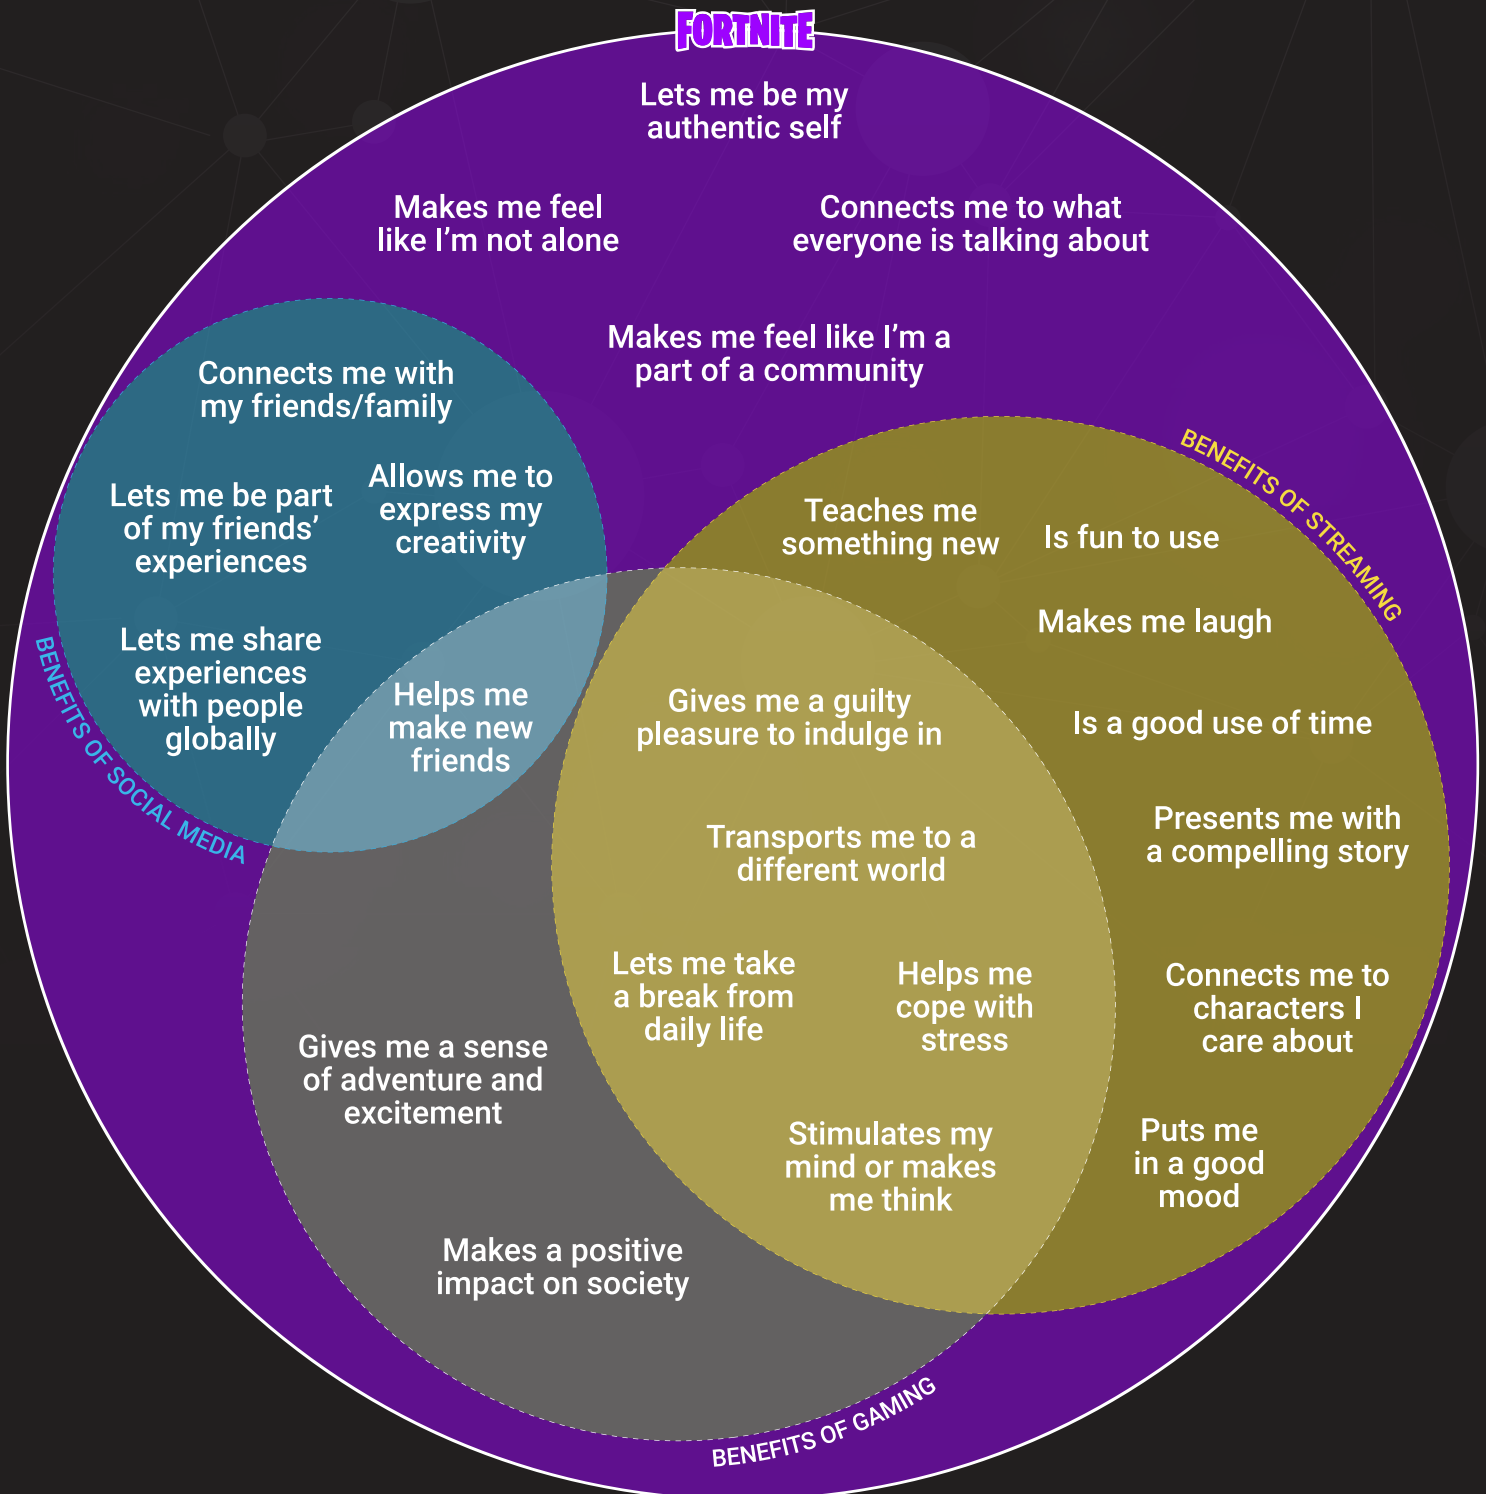 FORTNITE
Lets me be my
authentic self
Makes me feel
like I'm not alone
Connects me to what
everyone is talking about
Makes me feel like I'm a
part of a community
Connects me with
my friends/family
Lets me be part
of my friends'
experiences
Allows me to
express my
creativity
Lets me share
experiences
with people
globally
BENEFITS OF SOCIAL MEDIA
Helps me
make new
friends
BENEFITS OF STREAMING
Teaches me
something new
Is fun to use
Makes me laugh
Is a good use of time
Presents me with
a compelling story
Connects me to
characters I
care about
Puts me
in a good
mood
Gives me a guilty
pleasure to indulge in
Transports me to a
different world
Lets me take
a break from
daily life
Helps me
cope with
stress
Stimulates my
mind or makes
me think
Gives me a sense
of adventure and
excitement
Makes a positive
impact on society
BENEFITS OF GAMING